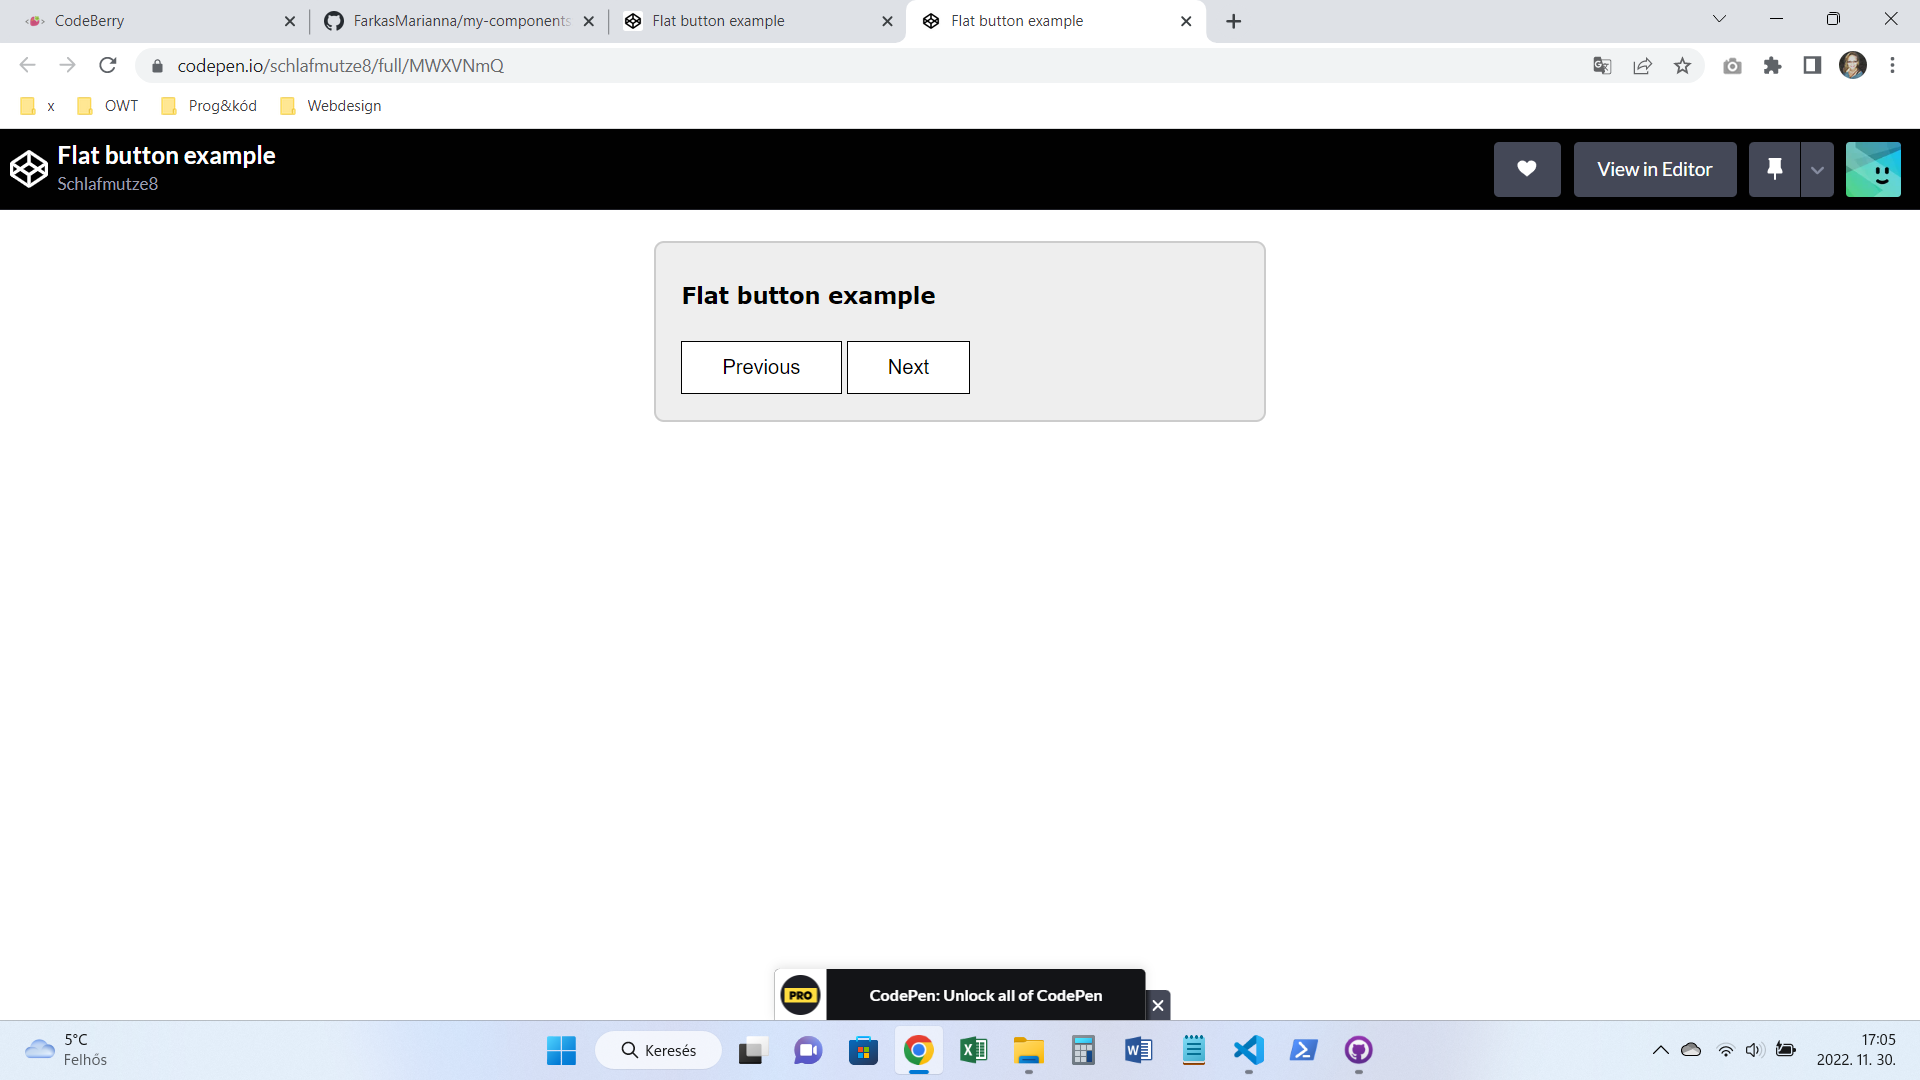 CodeBerry
FarkasMarianna/my-components
Flat button example
Flat button example
codepen.io/schlafmutze8/full/MWXVNmQ
x
OWT
Prog&kód
Webdesign
Flat button example
Schlafmutze8
View in Editor
Flat button example
Previous
Next
PRO
CodePen: Unlock all of CodePen
5°C
Felhős
Keresés
17:05
2022. 11. 30.